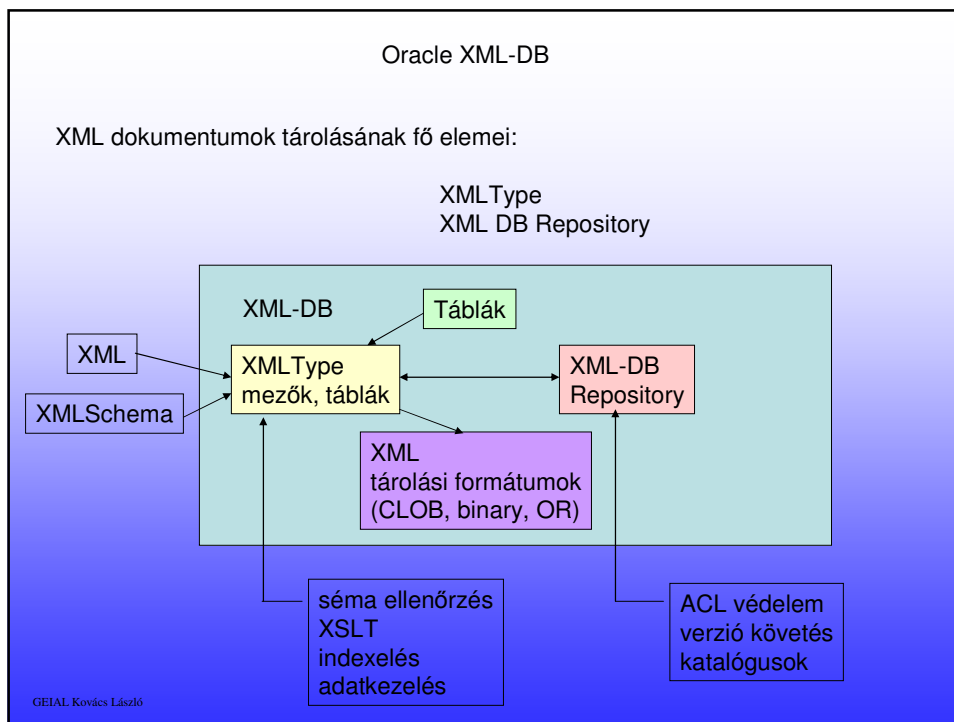 Oracle XML-DB
XML dokumentumok tárolásának fő elemei:
XMLType
XML DB Repository
XML-DB
Táblák
XML
XMLSchema
XMLType
mezők, táblák
XML-DB
Repository
XML
tárolási formátumok
(CLOB, binary, OR)
séma ellenőrzés
XSLT
indexelés
adatkezelés
ACL védelem
verzió követés
katalógusok
GEIAL Kovács László